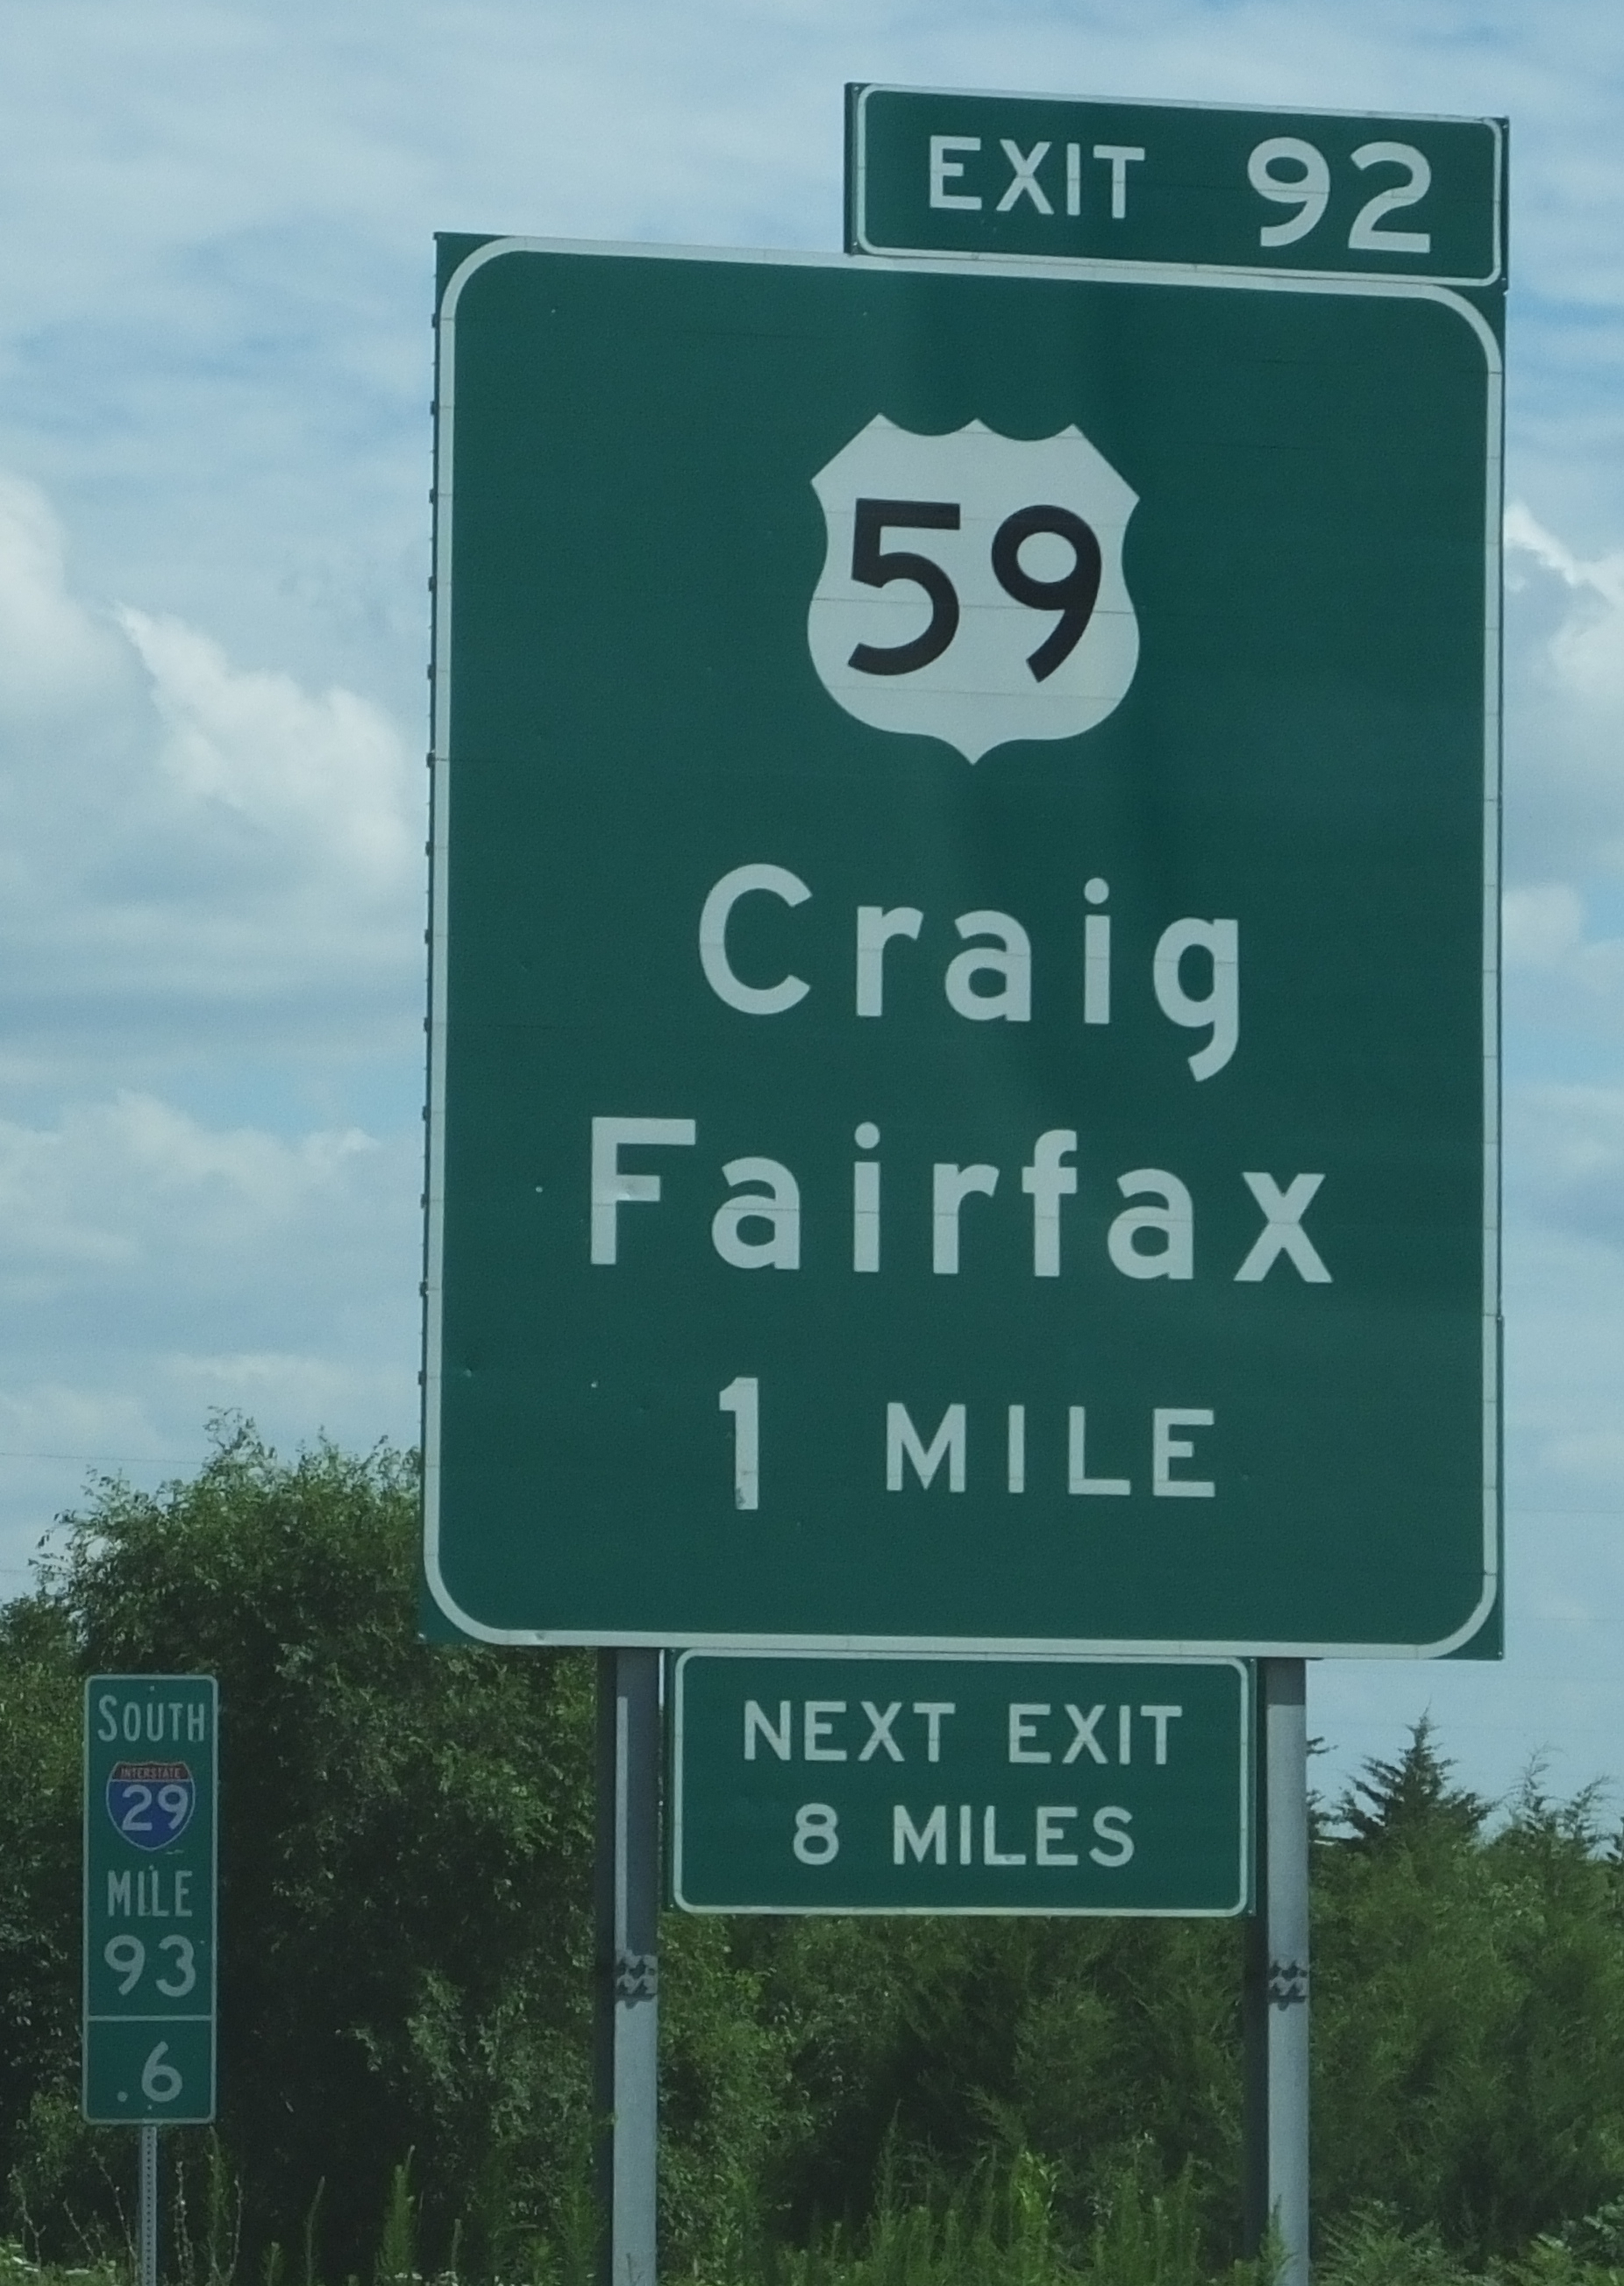 EXIT 92
59
Craig
Fairfax
1 MILE
NEXT EXIT
8 MILES
SOUTH
INTERSTATE
29
MILE
93
.6